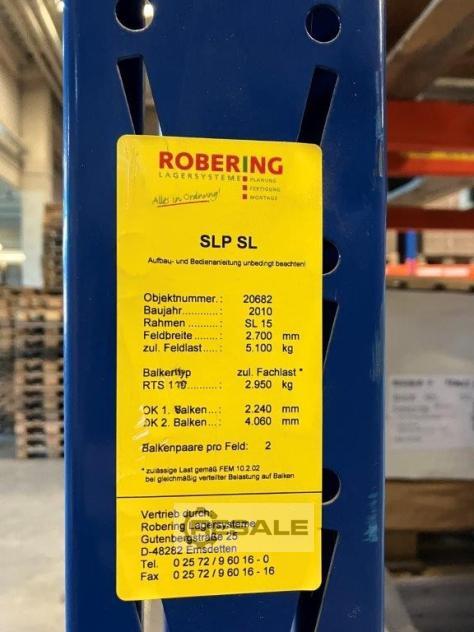 ROBERING
LAGERSYSTEME
PLANUNG
FERTIGUNG
MONTAGE
Alles in Ordnung!
SLP SL
Aufbau- und Bedienanleitung unbedingt beachten!
Objektnummer.: 20682
Baujahr............: 2010
Rahmen ..........: SL 15
Feldbreite ........: 2.700 mm
zul. Feldlast.....: 5.100 kg
Balkentyp zul. Fachlast *
RTS 110 : 2.950 kg
OK 1. Balken....: 2.240 mm
OK 2. Balken....: 4.060 mm
Balkenpaare pro Feld: 2
* zulässige Last gemäß FEM 10.2.02
bei gleichmäßig verteilter Belastung auf Balken
Vertrieb durch:
Robering Lagersysteme
Gutenbergstraße 25
D-48282 Emsdetten
Tel. 0 25 72 / 9 60 16 - 0
Fax 0 25 72 / 9 60 16 - 16